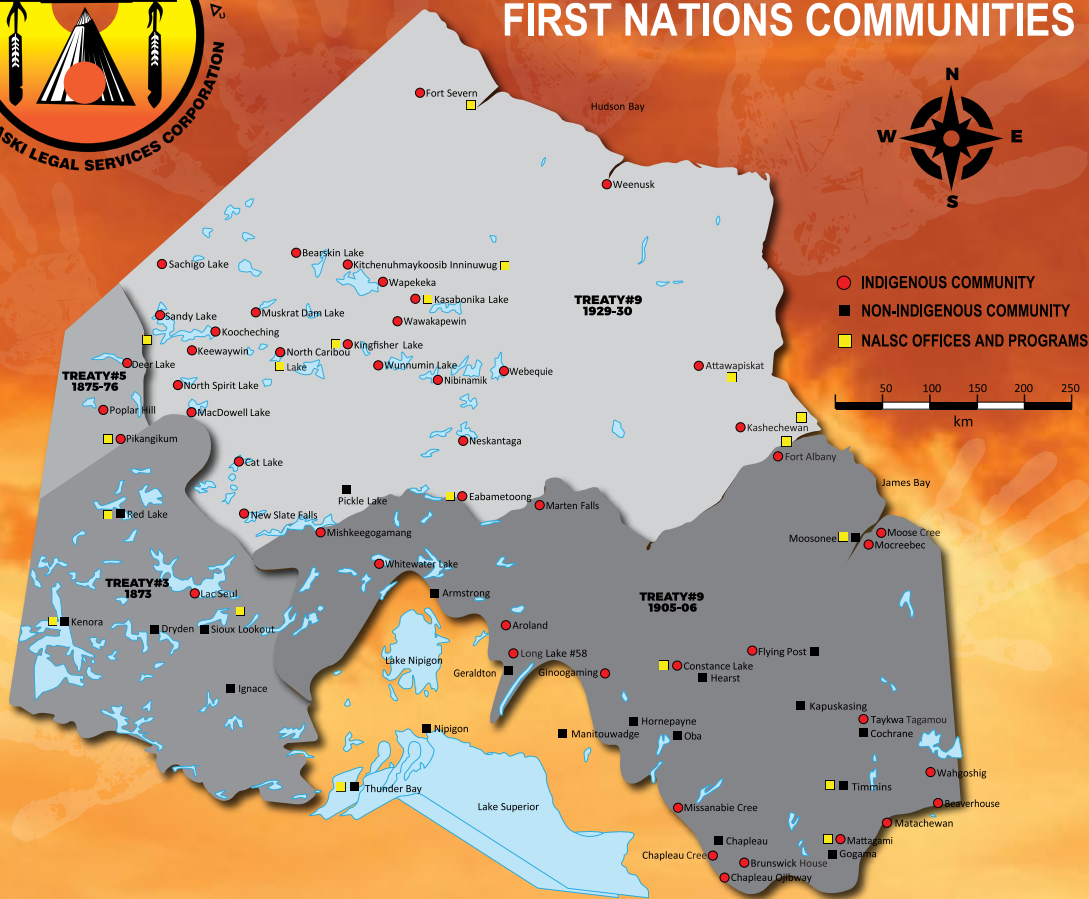 FIRST NATIONS COMMUNITIES
ASKI LEGAL SERVICES CORPORATION
N
W
E
S
INDIGENOUS COMMUNITY
NON-INDIGENOUS COMMUNITY
NALSC OFFICES AND PROGRAMS
50 100 150 200 250
km
Fort Severn
Hudson Bay
Weenusk
Bearskin Lake
Sachigo Lake
Kitchenuhmaykoosib Inninuwug
Wapekeka
Kasabonika Lake
TREATY#9
1929-30
Sandy Lake
Muskrat Dam Lake
Wawakapewin
Koocheching
Keewaywin
North Caribou
Lake
Kingfisher Lake
Deer Lake
Wunnumin Lake
Webequie
Attawapiskat
TREATY#5
1875-76
North Spirit Lake
Nibinamik
Poplar Hill
MacDowell Lake
Kashechewan
Pikangikum
Neskantaga
Fort Albany
Cat Lake
James Bay
Pickle Lake
Eabametoong
Marten Falls
Red Lake
New Slate Falls
Mishkeegogamang
Moosonee
Moose Cree
Mocreebec
Whitewater Lake
TREATY#3
1873
Lac Seul
Armstrong
TREATY#9
1905-06
Kenora
Dryden
Sioux Lookout
Aroland
Lake Nipigon
Long Lake #58
Flying Post
Geraldton
Ginoogaming
Constance Lake
Hearst
Ignace
Kapuskasing
Taykwa Tagamou
Cochrane
Nipigon
Manitouwadge
Hornepayne
Oba
Wahgoshig
Thunder Bay
Timmins
Lake Superior
Missanabie Cree
Beaverhouse
Matachewan
Chapleau
Mattagami
Gogama
Chapleau Cree
Brunswick House
Chapleau Ojibway